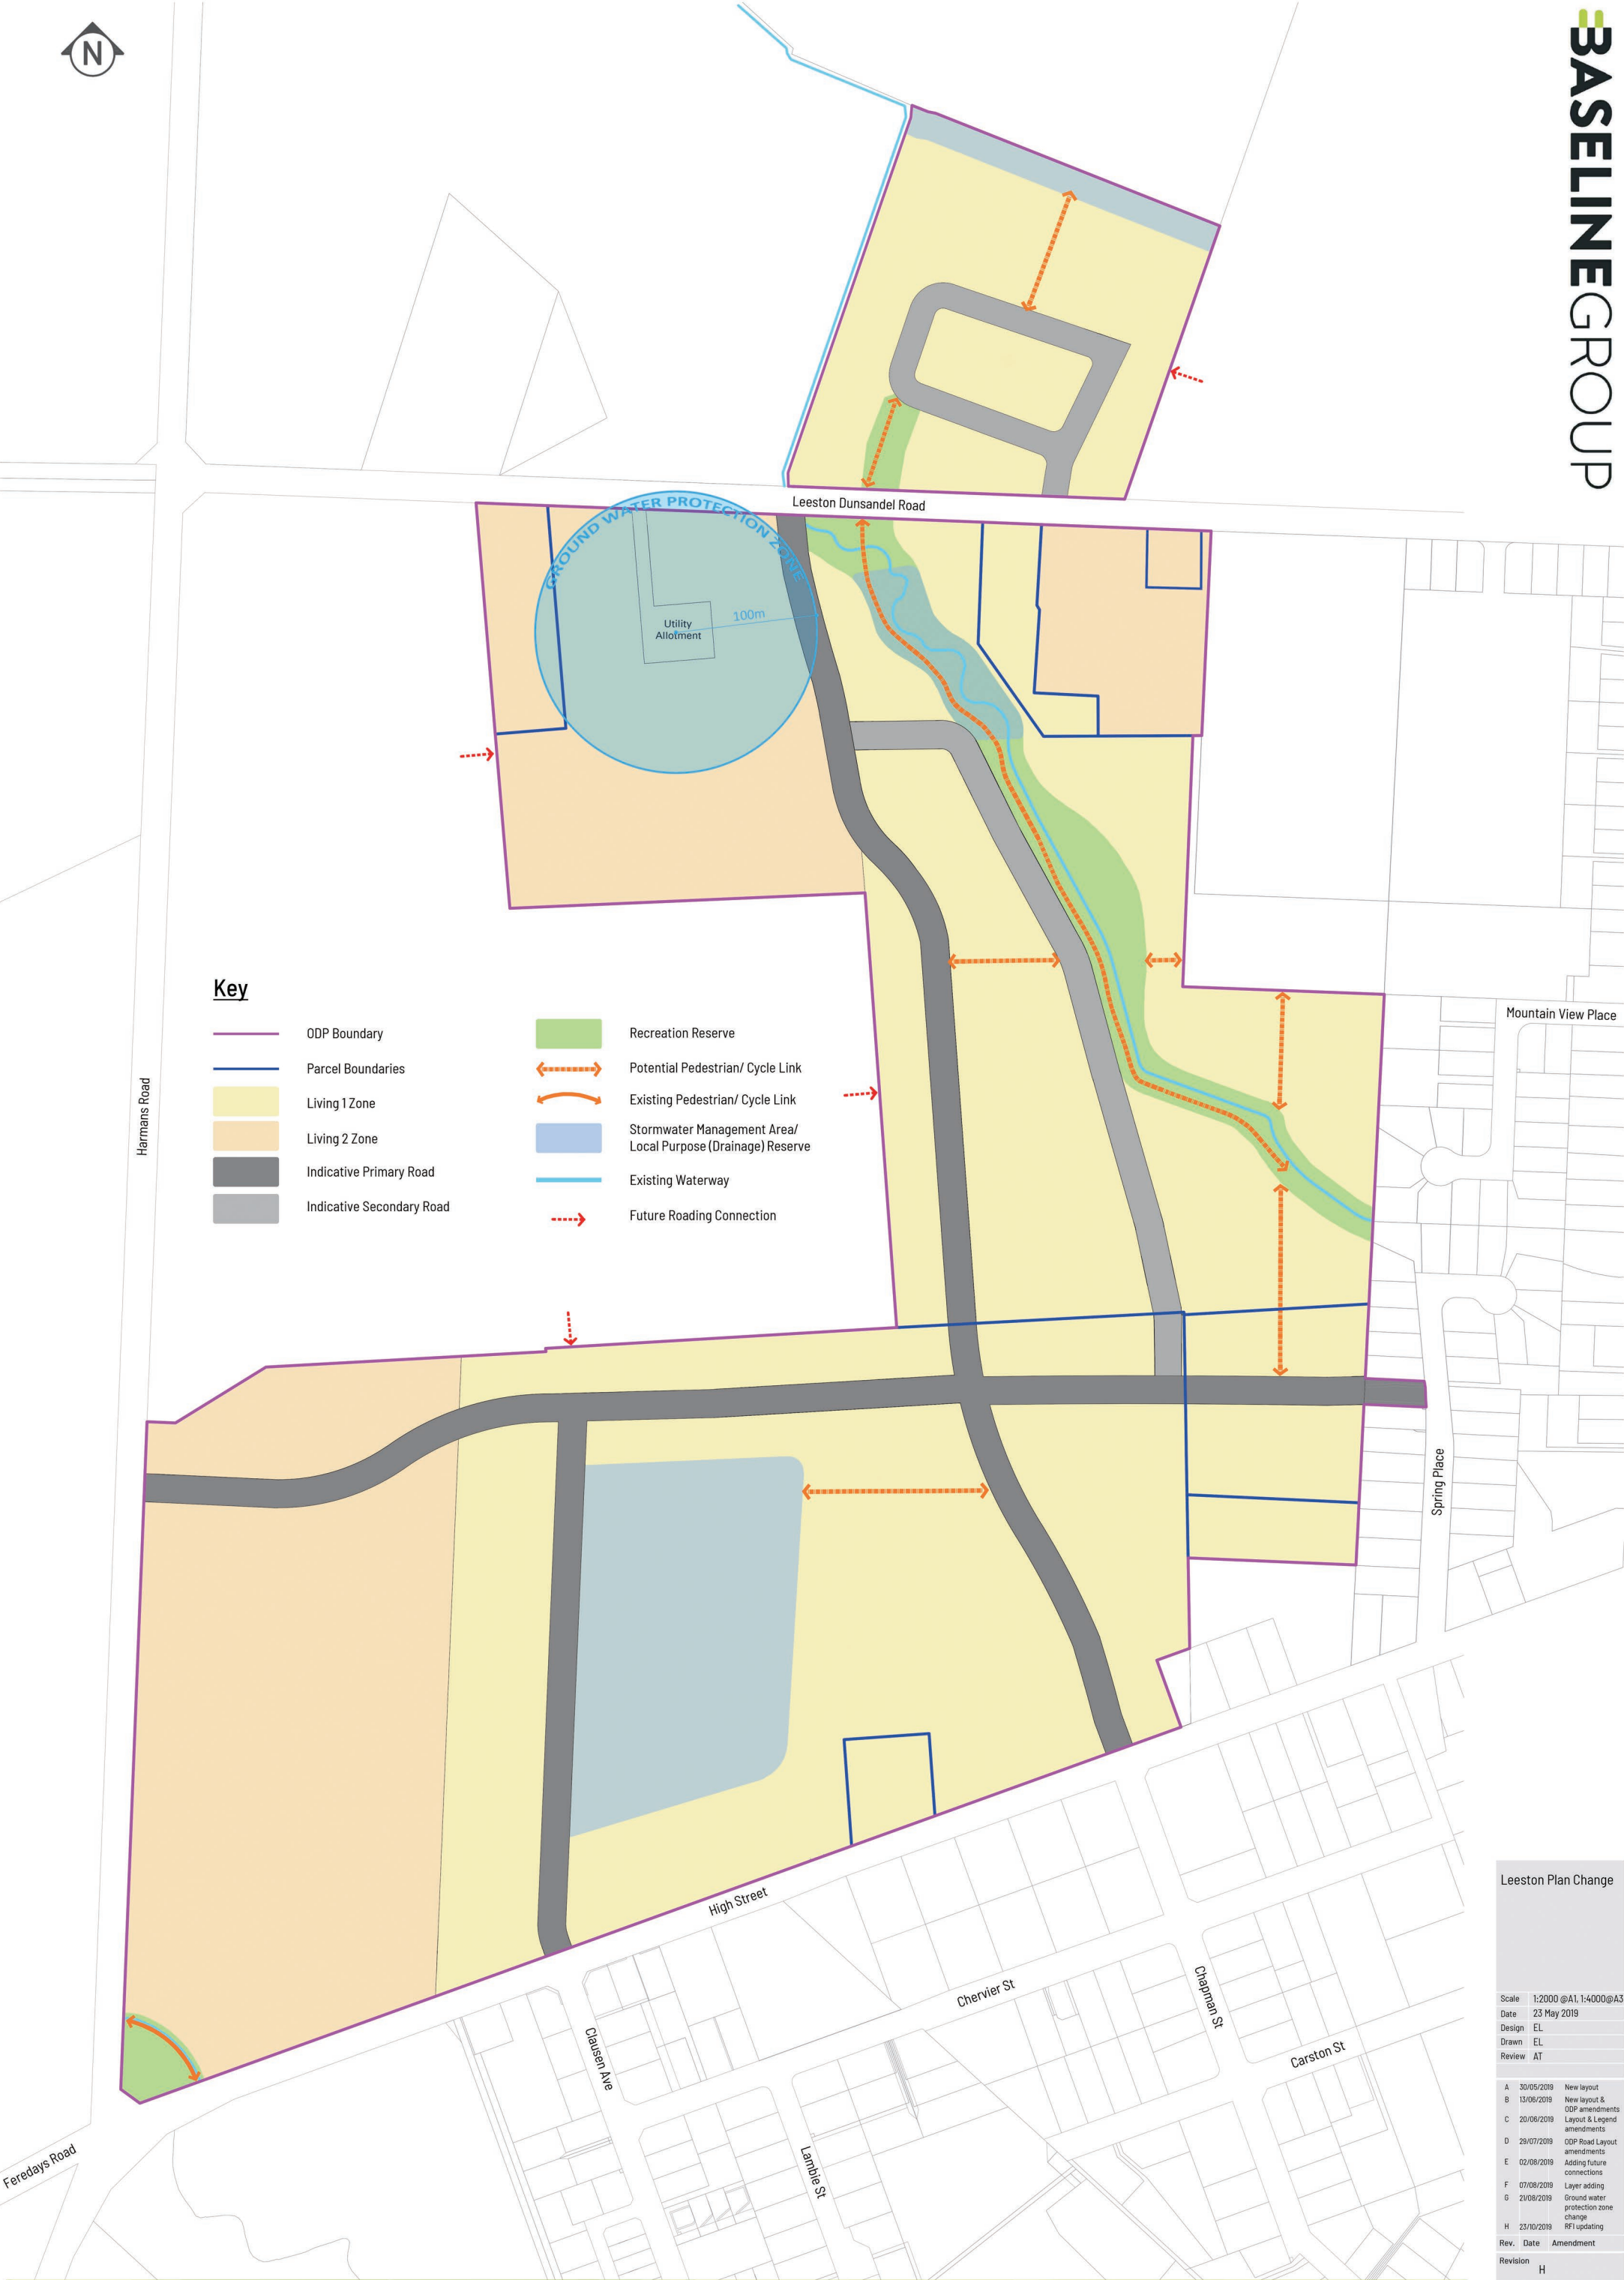 N
BASELINEGROUP
Leeston Dunsandel Road
GROUND WATER PROTECTION ZONE
100m
Utility
Allotment
Harmans Road
Mountain View Place
Key
ODP Boundary
Parcel Boundaries
Living 1 Zone
Living 2 Zone
Indicative Primary Road
Indicative Secondary Road
Recreation Reserve
Potential Pedestrian/ Cycle Link
Existing Pedestrian/ Cycle Link
Stormwater Management Area/
Local Purpose (Drainage) Reserve
Existing Waterway
Future Roading Connection
Spring Place
High Street
Chervier St
Chapman St
Carston St
Clausen Ave
Lambie St
Feredays Road
Leeston Plan Change
Scale 1:2000 @A1, 1:4000@A3
Date 23 May 2019
Design EL
Drawn EL
Review AT
A 30/05/2019 New layout
B 13/06/2019 New layout &
ODP amendments
C 20/06/2019 Layout & Legend
amendments
D 29/07/2019 ODP Road Layout
amendments
E 02/08/2019 Adding future
connections
F 07/08/2019 Layer adding
G 21/08/2019 Ground water
protection zone
change
H 23/10/2019 RFI updating
Rev. Date Amendment
Revision
H